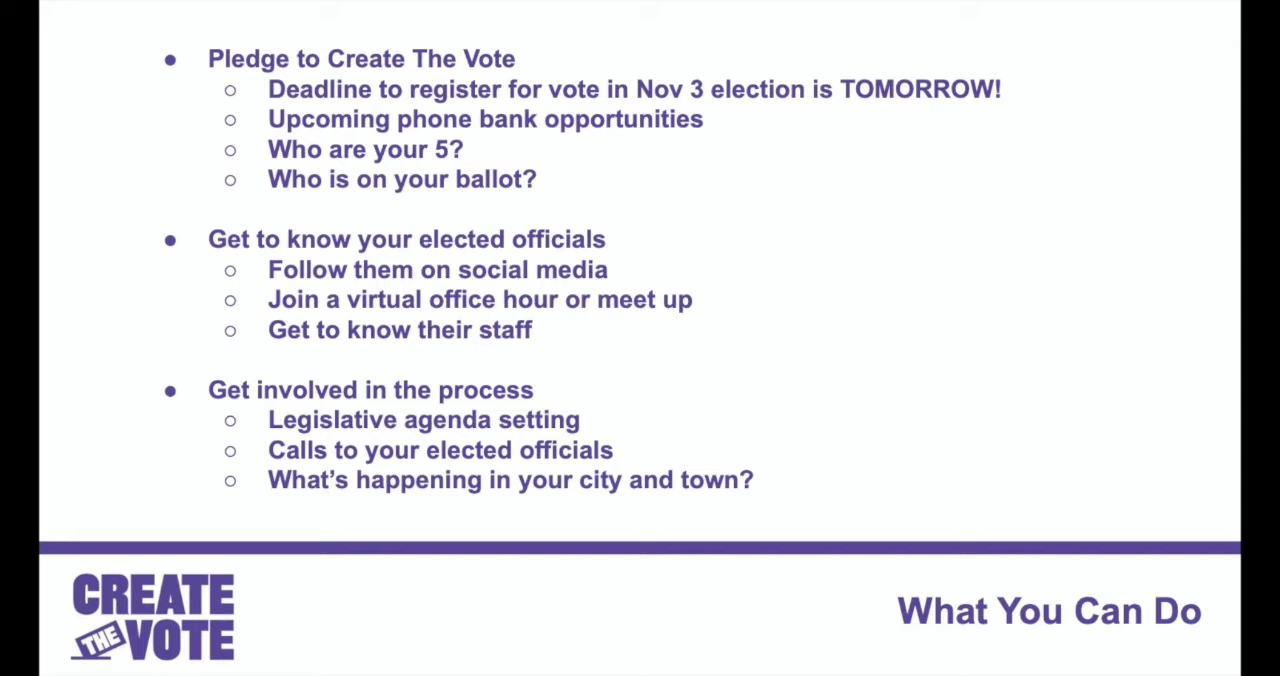 ● Pledge to Create The Vote
○ Deadline to register for vote in Nov 3 election is TOMORROW!
○ Upcoming phone bank opportunities
○ Who are your 5?
○ Who is on your ballot?
● Get to know your elected officials
○ Follow them on social media
○ Join a virtual office hour or meet up
○ Get to know their staff
● Get involved in the process
○ Legislative agenda setting
○ Calls to your elected officials
○ What’s happening in your city and town?
CREATE
THE VOTE
What You Can Do